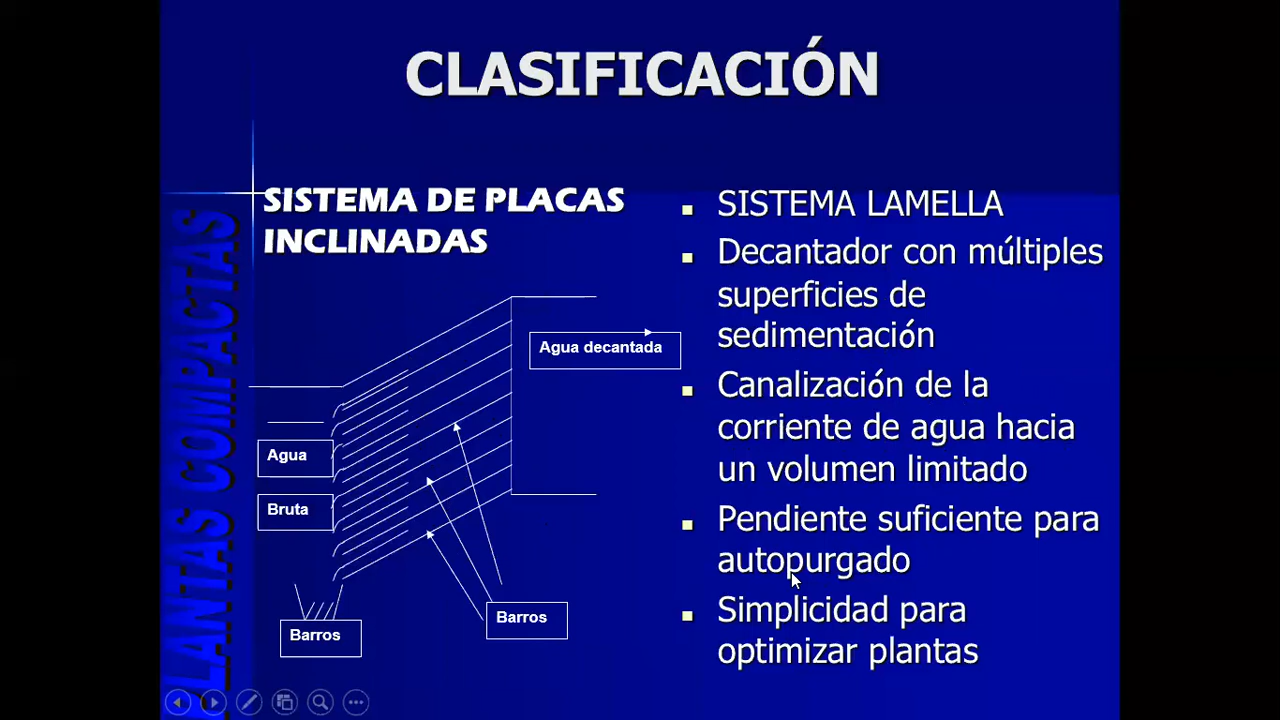 CLASIFICACIÓN
SISTEMA DE PLACAS
INCLINADAS
Agua decantada
Agua
Bruta
Barros
Barros
SISTEMA LAMELLA
Decantador con múltiples
superficies de
sedimentación
Canalización de la
corriente de agua hacia
un volumen limitado
Pendiente suficiente para
autopurgado
Simplicidad para
optimizar plantas
PLANTAS COMPACTAS